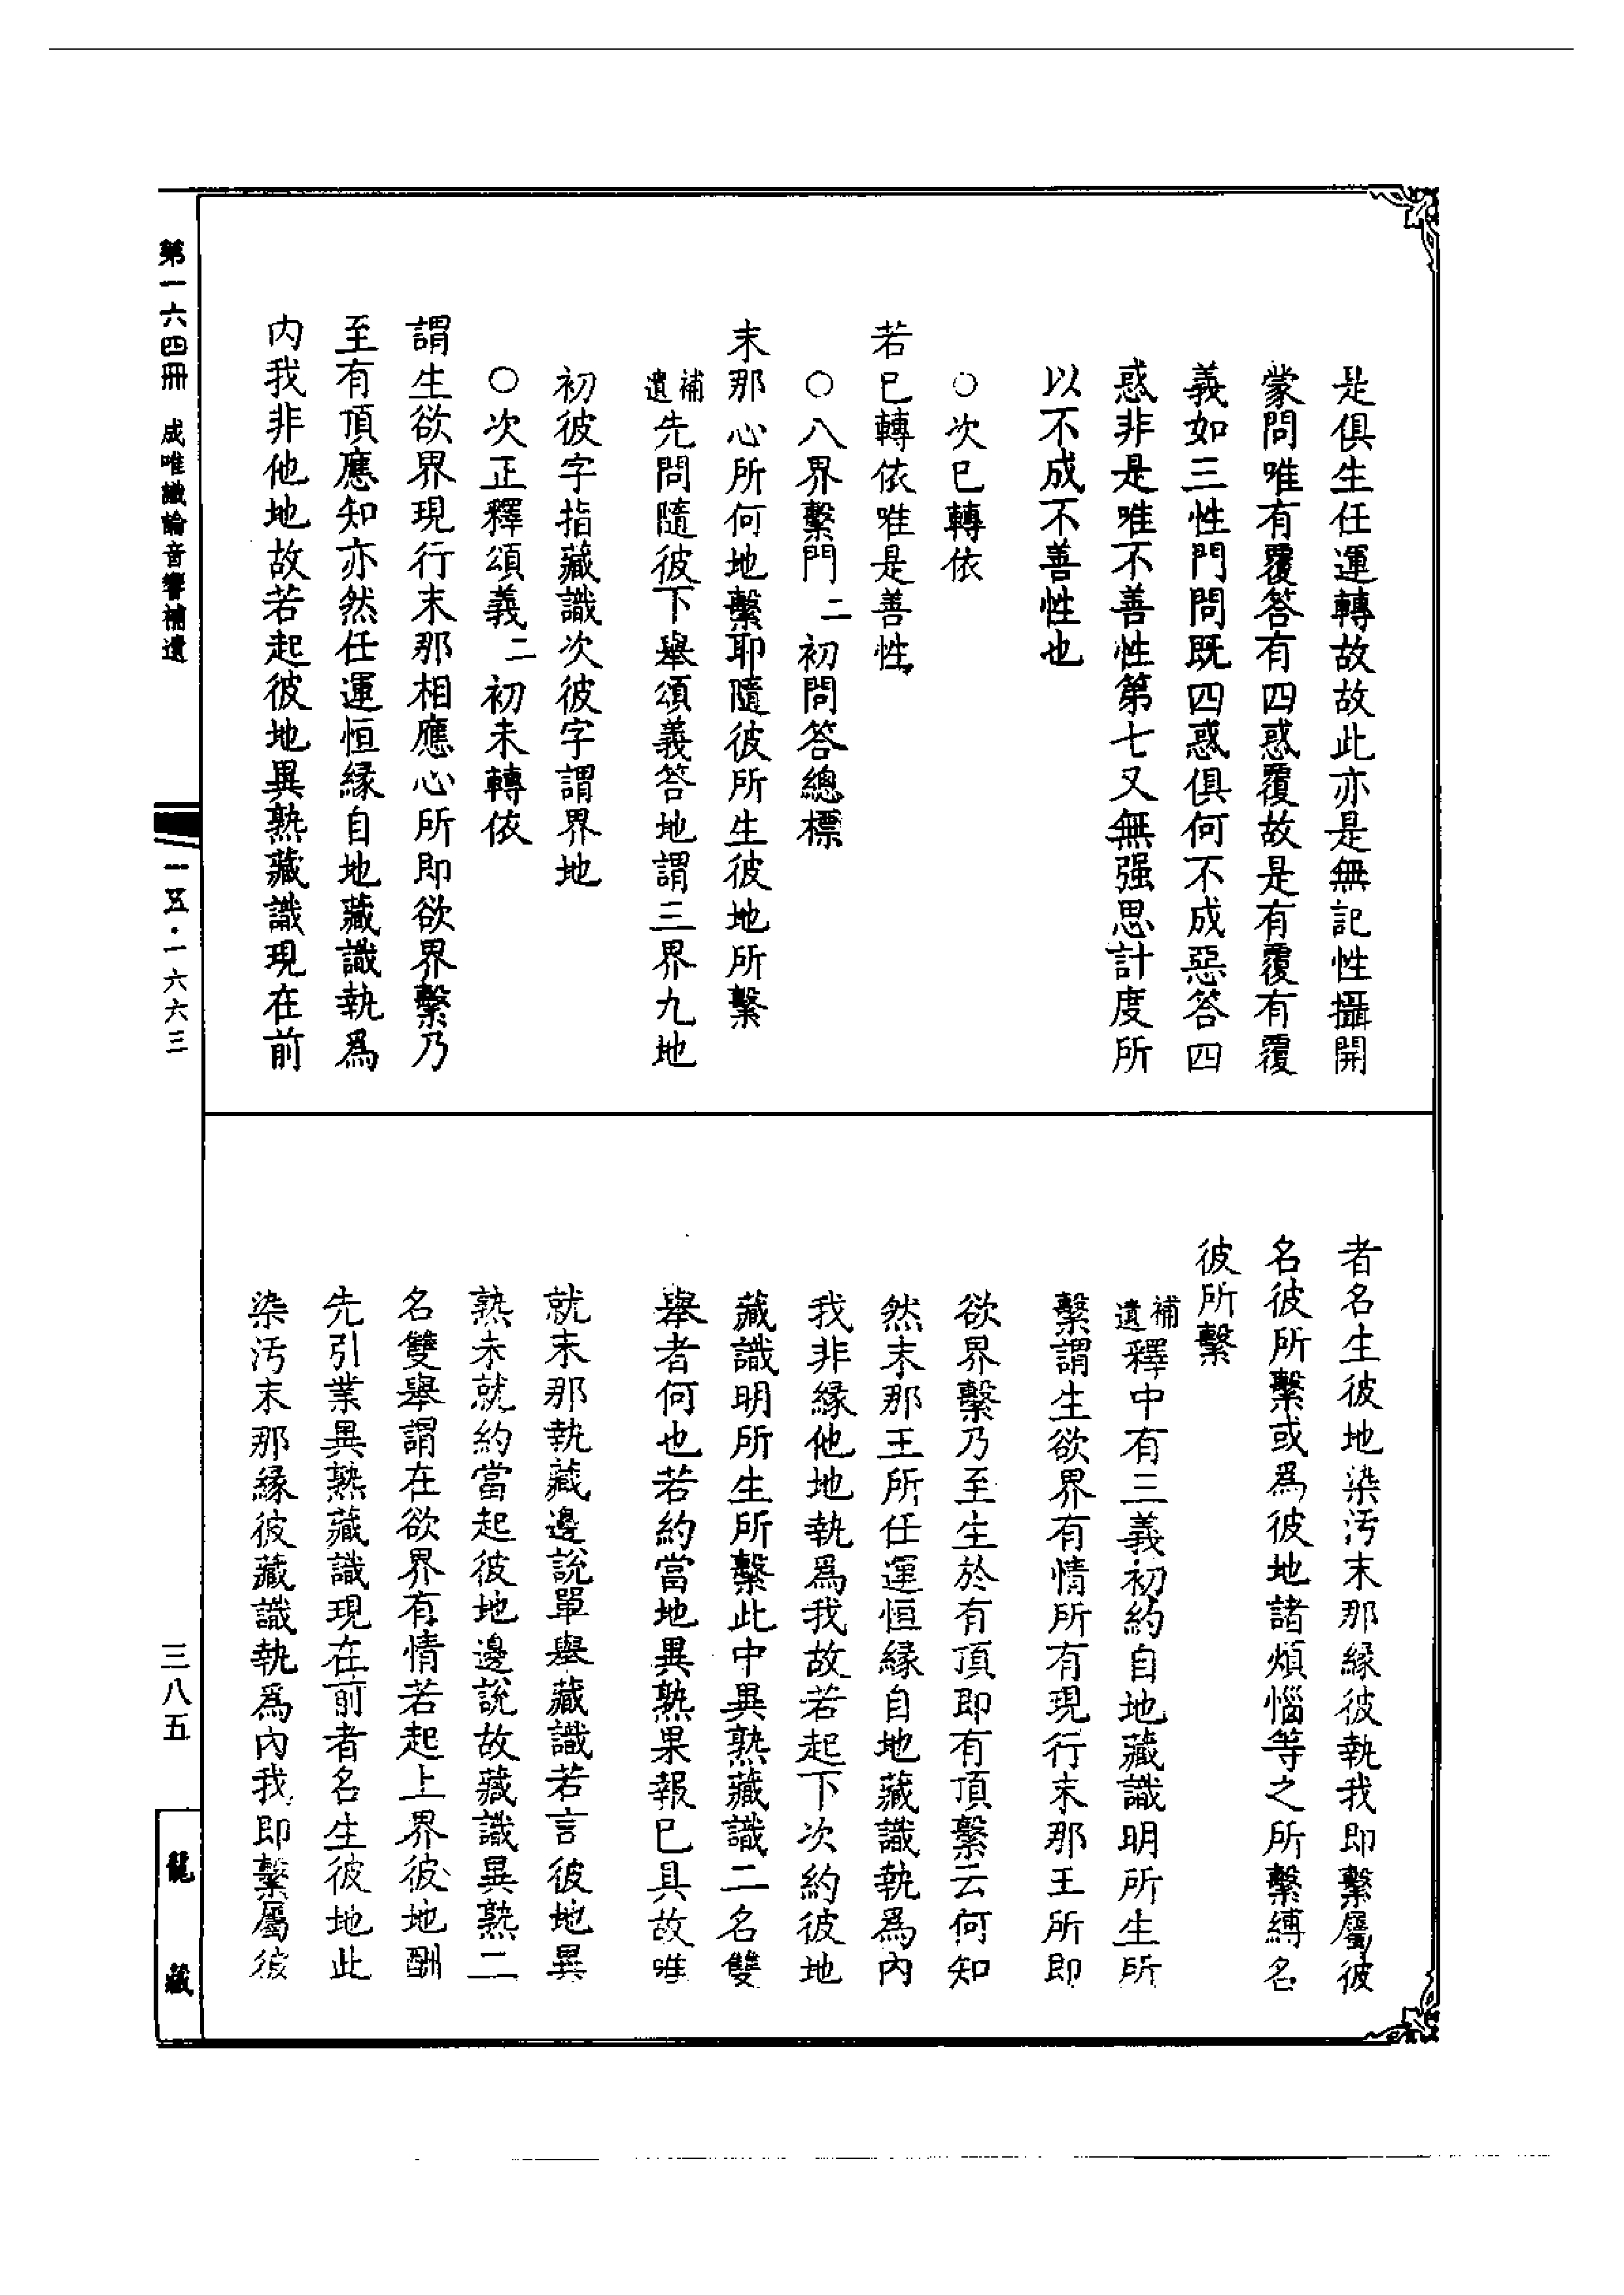 是俱生任運轉故故此亦是無記性攝開
蒙問唯有覆答有四惑覆故是有覆有覆
義如三性門問既四惑俱何不成惡答四
惑非是唯不善性第七又無强思計度所
以不成不善性也
○次已轉依
若已轉依唯是善性
○八界繫門二初問答總標
末那心所何地繫耶隨彼所生彼地所繫
補遺先問隨彼下舉頌義答地謂三界九地
初彼字指藏識次彼字謂界地
○次正釋頌義二初未轉依
謂生欲界現行末那相應心所即欲界繫乃
至有頂應知亦然任運恒緣自地藏識執爲
內我非他地故若起彼地異熟藏識現在前
者名生彼地染污末那緣彼執我即繫屬彼
名彼所繫或爲彼地諸煩惱等之所繫縛名
彼所繫
補遺釋中有三義初約自地藏識明所生所
繫謂生欲界有情所有現行末那王所即
欲界繫乃至生於有頂即有頂繫云何知
然末那王所任運恒緣自地藏識執爲內
我非緣他地執爲我故若起下次約彼地
藏識明所生所繫此中異熟藏識二名雙
舉者何也若約當地異熟果報已具故唯
就末那執藏邊說單舉藏識若言彼地異
熟未就約當起彼地邊說故藏識異熟二
名雙舉謂在欲界有情若起上界彼地酬
先引業異熟藏識現在前者名生彼地此
染污末那緣彼藏識執爲內我即繫屬彼
第一六四冊 成唯識論音響補遺
一五·一六六三
三八五
龍藏